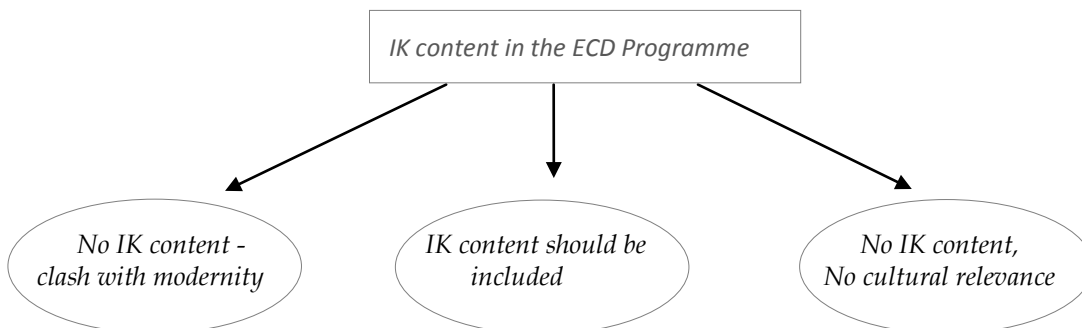 IK content in the ECD Programme
No IK content -
clash with modernity
IK content should be
included
No IK content,
No cultural relevance